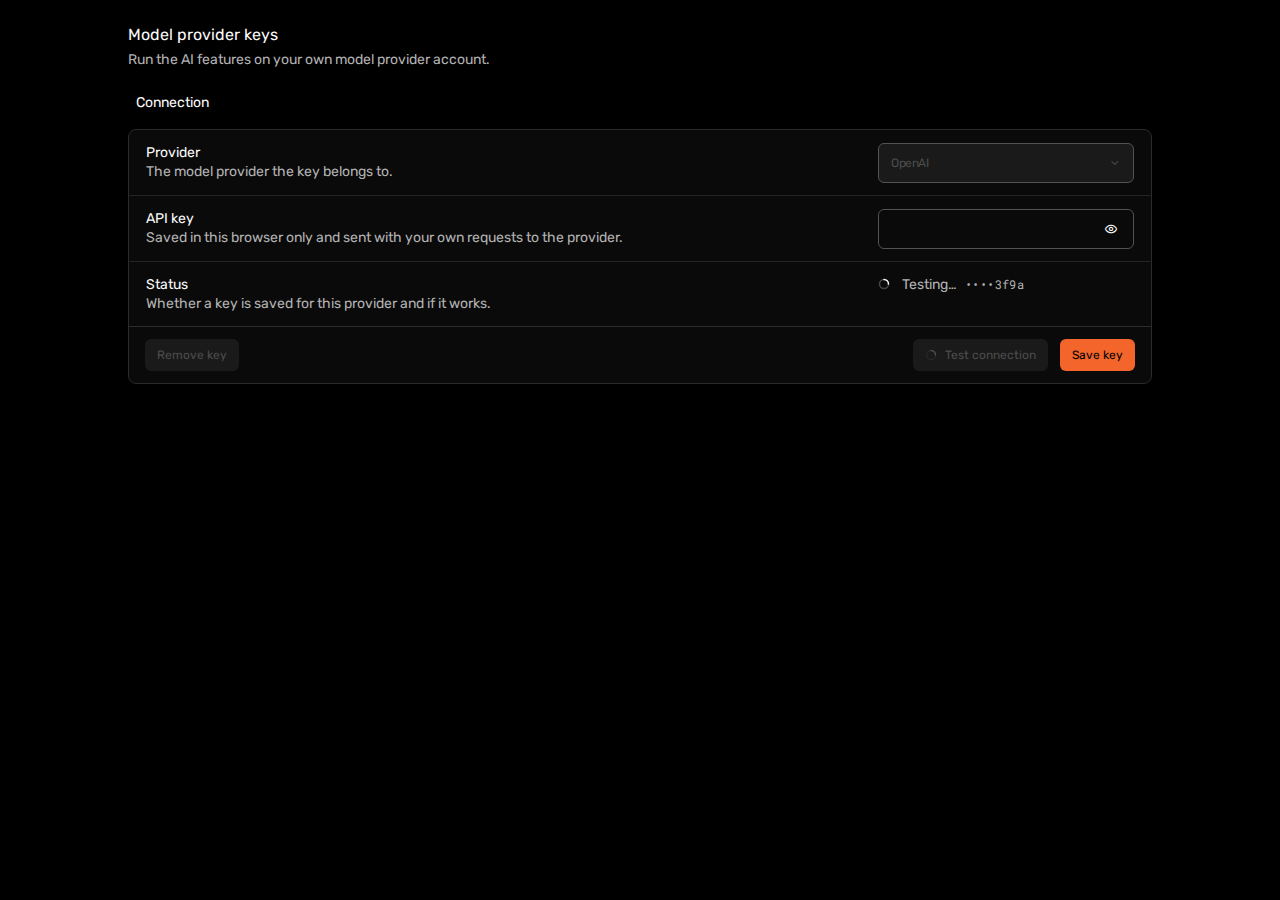 Model provider keys
Run the AI features on your own model provider account.
Connection
Provider
The model provider the key belongs to.
OpenAI
API key
Saved in this browser only and sent with your own requests to the provider.
Status
Whether a key is saved for this provider and if it works.
Testing… ••••3f9a
Remove key
Test connection
Save key